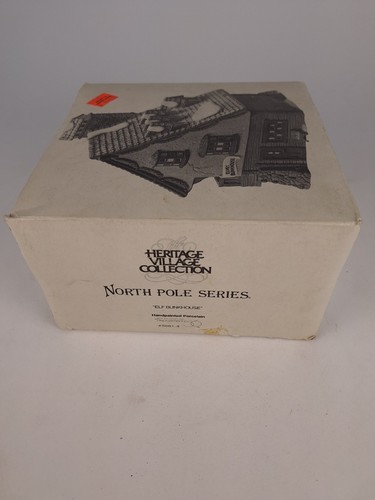 HERITAGE
VILLAGE
COLLECTION
NORTH POLE SERIES
"ELF BUNKHOUSE"
Handpainted Porcelain